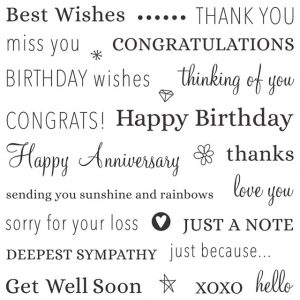 Best Wishes
THANK YOU
miss you
CONGRATULATIONS
BIRTHDAY wishes
thinking of you
CONGRATS!
Happy Birthday
Happy Anniversary
thanks
love you
sending you sunshine and rainbows
sorry for your loss
JUST A NOTE
DEEPEST SYMPATHY
just because...
Get Well Soon
XOXO
hello